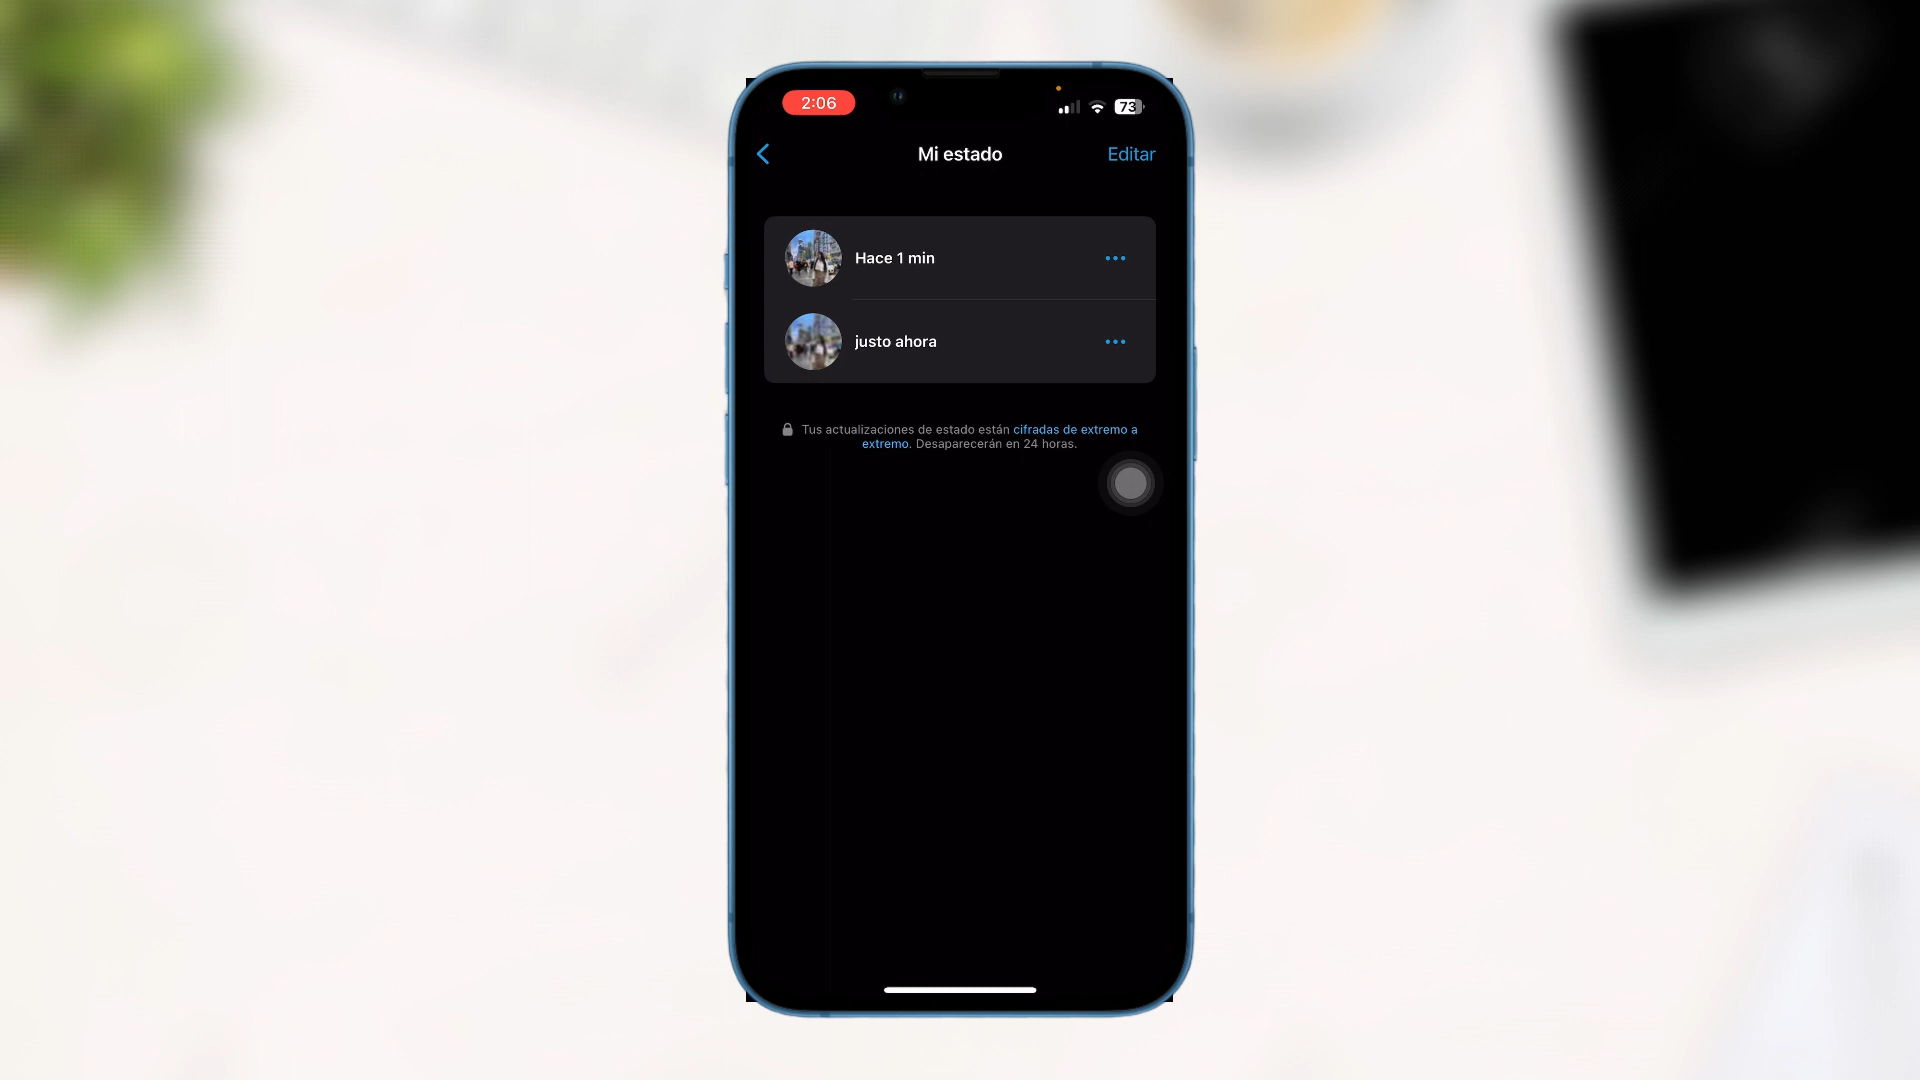 2:06
73
Mi estado
Editar
Hace 1 min
justo ahora
Tus actualizaciones de estado están cifradas de extremo a
extremo. Desaparecerán en 24 horas.